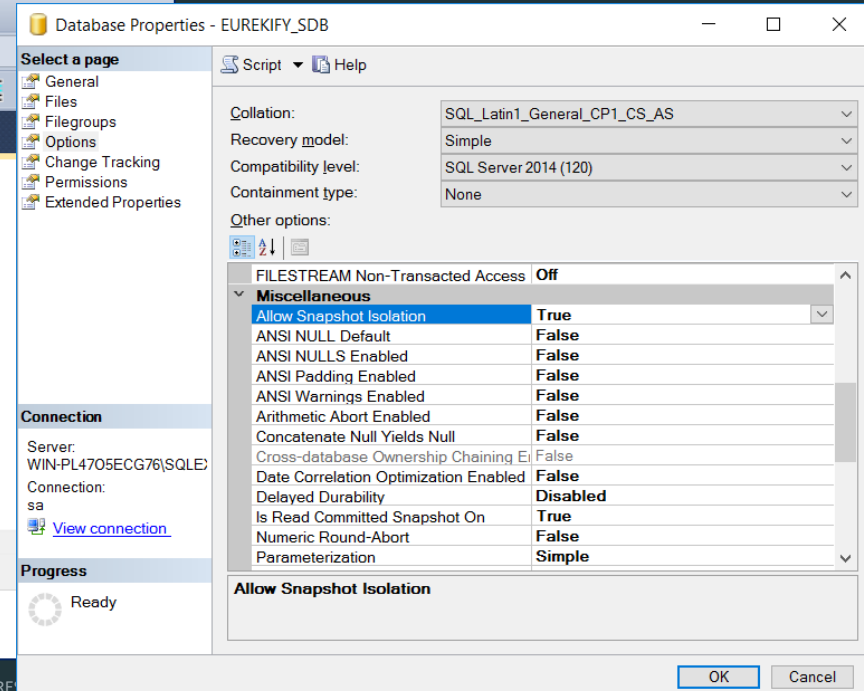 Database Properties - EUREKIFY_SDB
Select a page
General
Files
Filegroups
Options
Change Tracking
Permissions
Extended Properties
Connection
Server:
WIN-PL47O5ECG76\SQLEX
Connection:
sa
View connection
Progress
Ready
Script Help
Collation: SQL_Latin1_General_CP1_CS_AS
Recovery model: Simple
Compatibility level: SQL Server 2014 (120)
Containment type: None
Other options:
FILESTREAM Non-Transacted Access Off
Miscellaneous
Allow Snapshot Isolation True
ANSI NULL Default False
ANSI NULLS Enabled False
ANSI Padding Enabled False
ANSI Warnings Enabled False
Arithmetic Abort Enabled False
Concatenate Null Yields Null False
Cross-database Ownership Chaining False
Date Correlation Optimization Enabled False
Delayed Durability Disabled
Is Read Committed Snapshot On True
Numeric Round-Abort False
Parameterization Simple
Allow Snapshot Isolation
OK Cancel